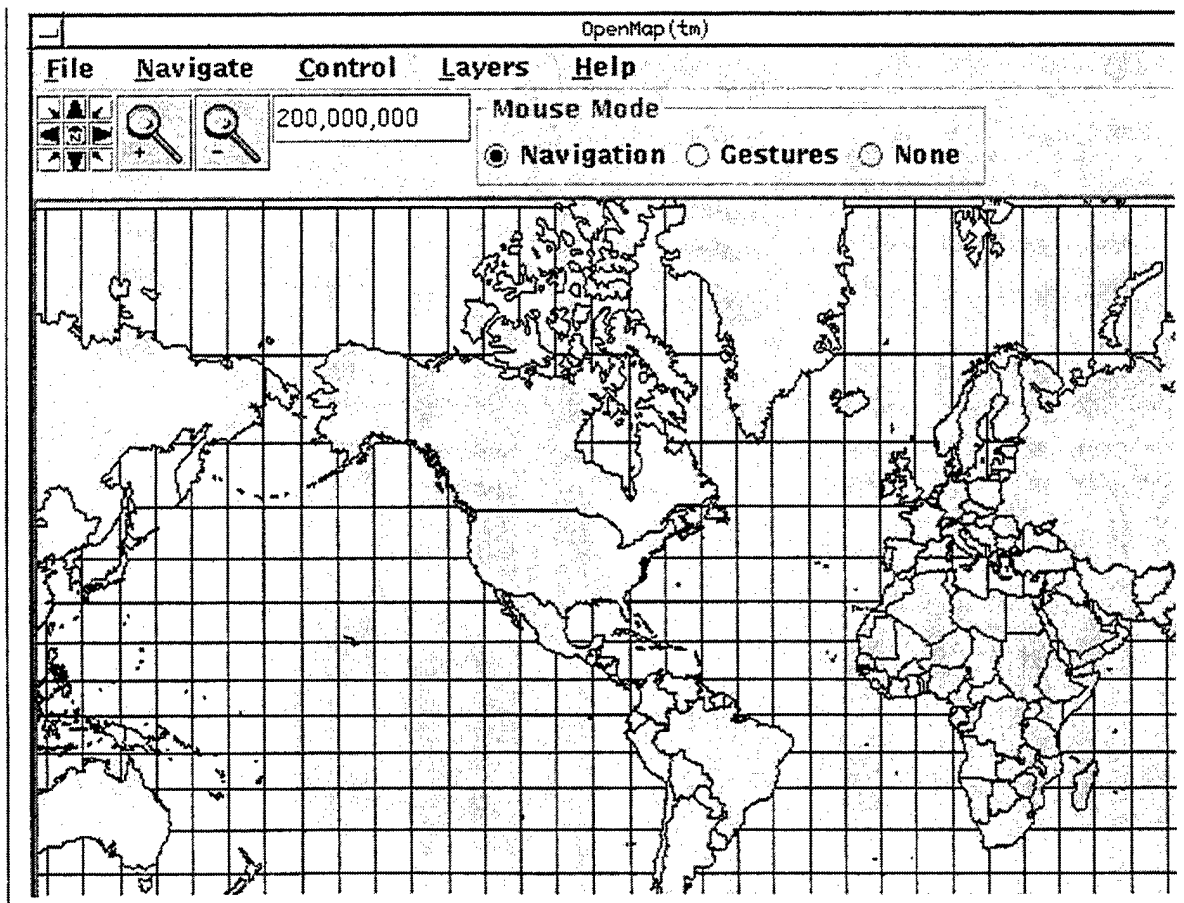 OpenMap(tm)
File Navigate Control Layers Help
200,000,000
Mouse Mode
Navigation Gestures None